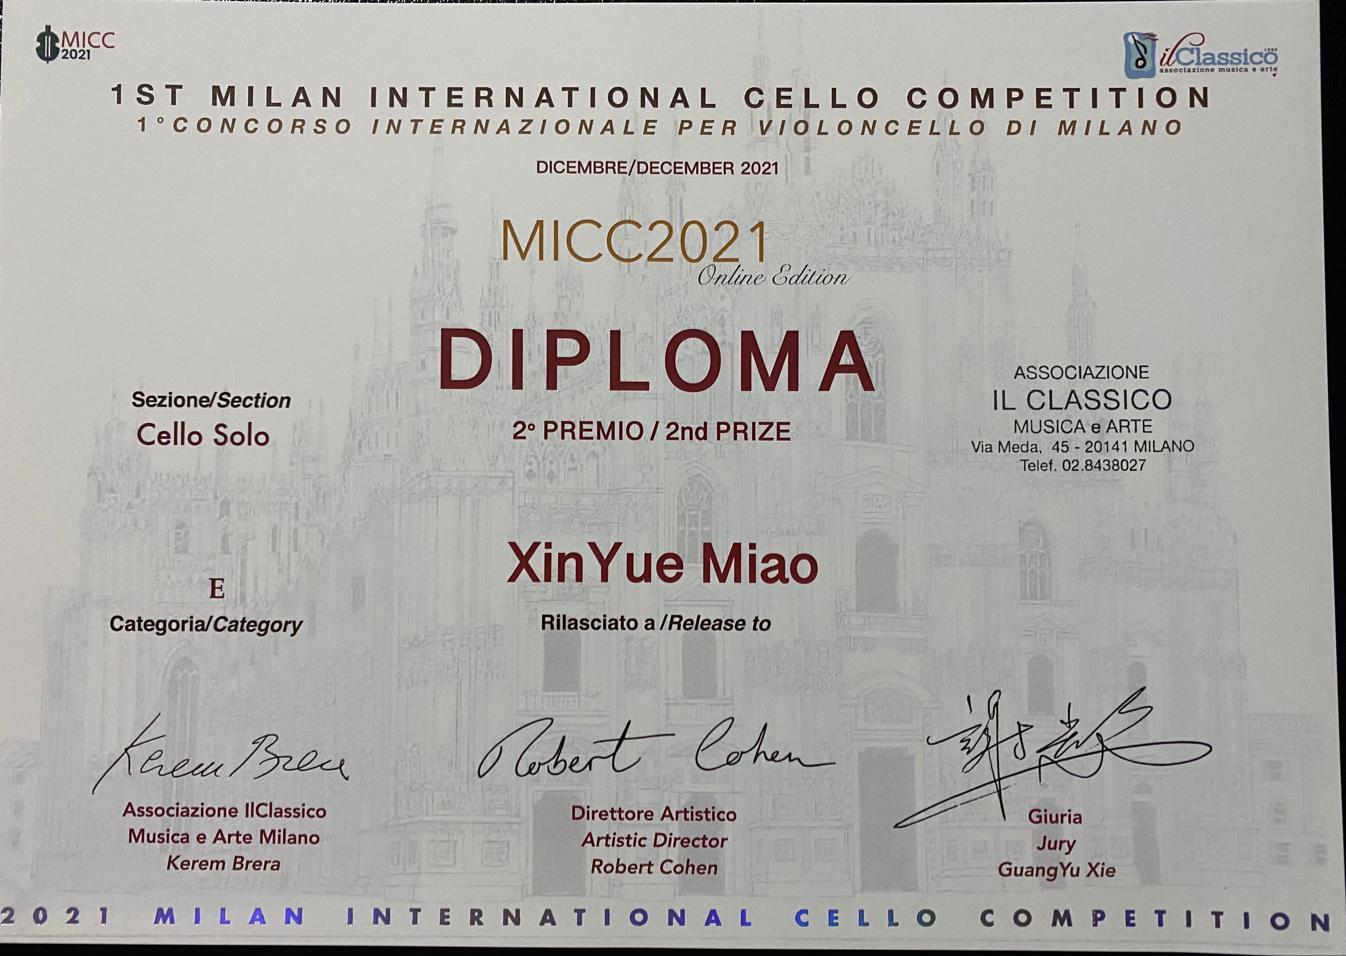 MICC
2021
ilClassico
associazione musica e arte
1ST MILAN INTERNATIONAL CELLO COMPETITION
1°CONCORSO INTERNAZIONALE PER VIOLONCELLO DI MILANO
DICEMBRE/DECEMBER 2021
MICC2021
Online Edition
DIPLOMA
2° PREMIO / 2nd PRIZE
Sezione/Section
Cello Solo
ASSOCIAZIONE
IL CLASSICO
MUSICA e ARTE
Via Meda, 45 - 20141 MILANO
Telef. 02.8438027
XinYue Miao
Rilasciato a/Release to
E
Categoria/Category
Kerem Brera
Associazione IlClassico
Musica e Arte Milano
Kerem Brera
Robert Cohen
Direttore Artistico
Artistic Director
Robert Cohen
Giuria
Jury
GuangYu Xie
2021 MILAN INTERNATIONAL CELLO COMPETITION